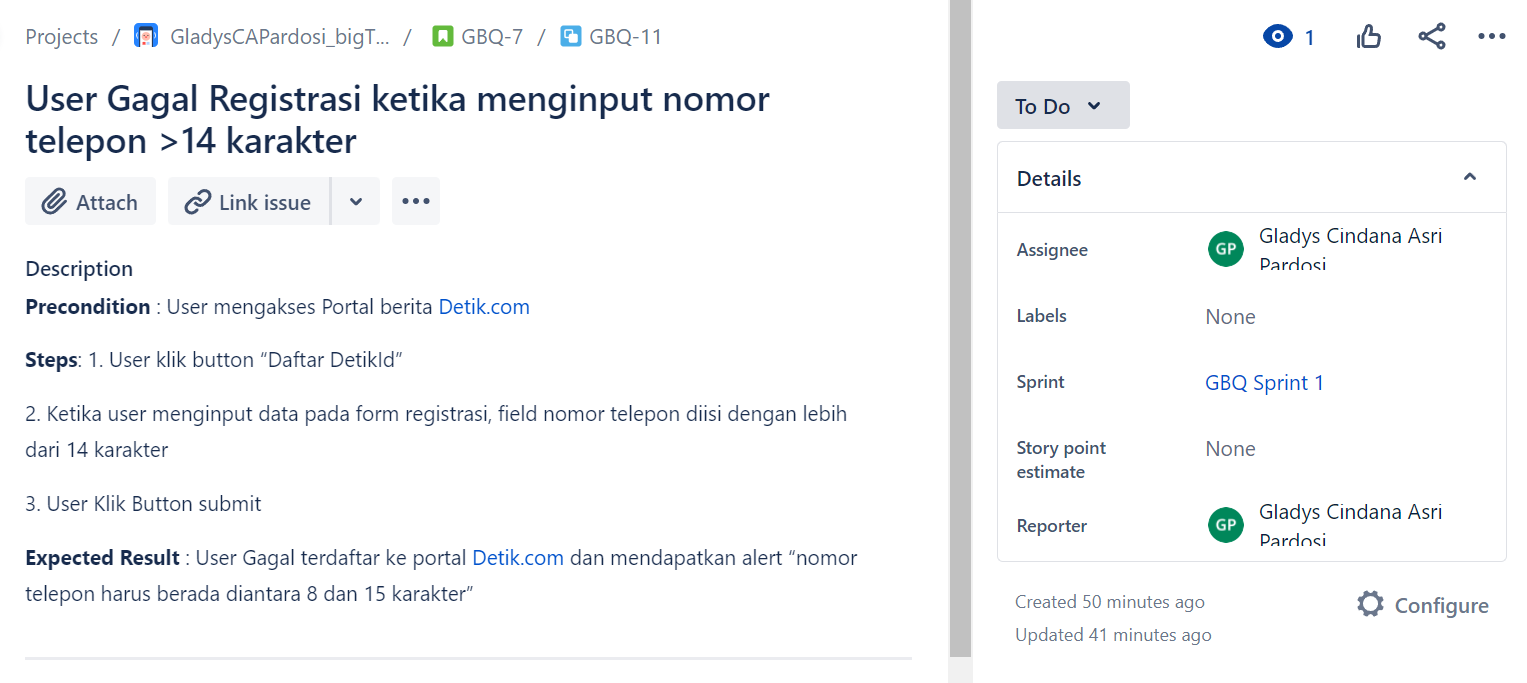 Projects / GladysCAPardosi_bigT... / GBQ-7 / GBQ-11
User Gagal Registrasi ketika menginput nomor
telepon >14 karakter
Attach Link issue
Description
Precondition : User mengakses Portal berita Detik.com
Steps: 1. User klik button “Daftar DetikId”
2. Ketika user menginput data pada form registrasi, field nomor telepon diisi dengan lebih
dari 14 karakter
3. User Klik Button submit
Expected Result : User Gagal terdaftar ke portal Detik.com dan mendapatkan alert “nomor
telepon harus berada diantara 8 dan 15 karakter”
1
To Do
Details
Assignee GP Gladys Cindana Asri
Pardosi
Labels None
Sprint GBQ Sprint 1
Story point
estimate None
Reporter GP Gladys Cindana Asri
Pardosi
Created 50 minutes ago
Configure
Updated 41 minutes ago